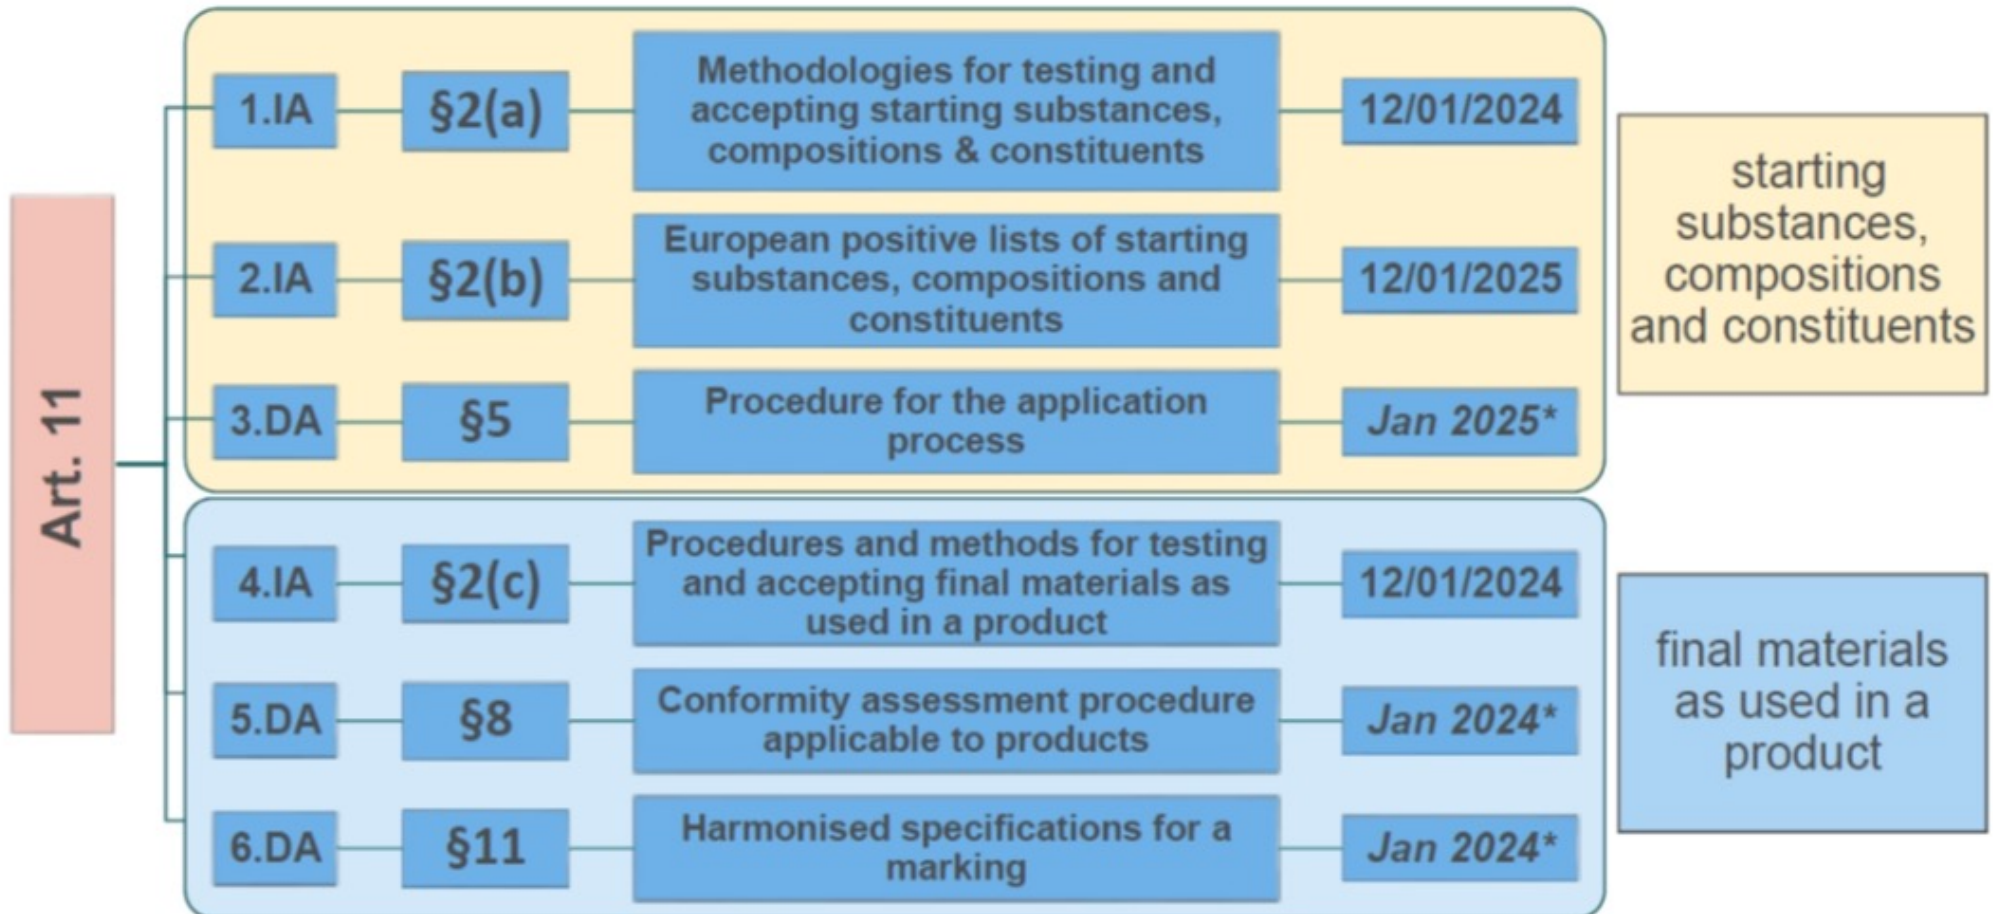 Art. 11
1.IA
§2(a)
Methodologies for testing and
accepting starting substances,
compositions & constituents
12/01/2024
2.IA
§2(b)
European positive lists of starting
substances, compositions and
constituents
12/01/2025
3.DA
§5
Procedure for the application
process
Jan 2025*
starting
substances,
compositions
and constituents
4.IA
§2(c)
Procedures and methods for testing
and accepting final materials as
used in a product
12/01/2024
5.DA
§8
Conformity assessment procedure
applicable to products
Jan 2024*
6.DA
§11
Harmonised specifications for a
marking
Jan 2024*
final materials
as used in a
product